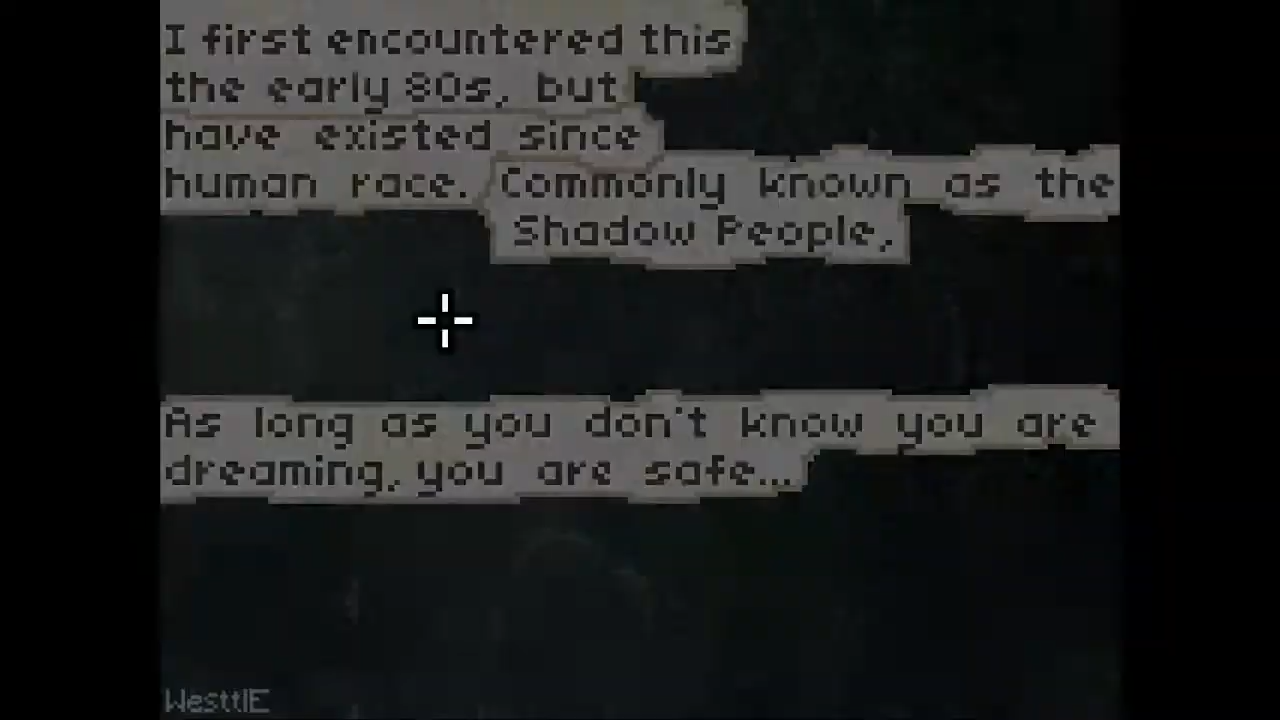 I first encountered this
the early 80s, but
have existed since
human race. Commonly known as the
Shadow People,
As long as you don't know you are
dreaming, you are safe...
WesttIE